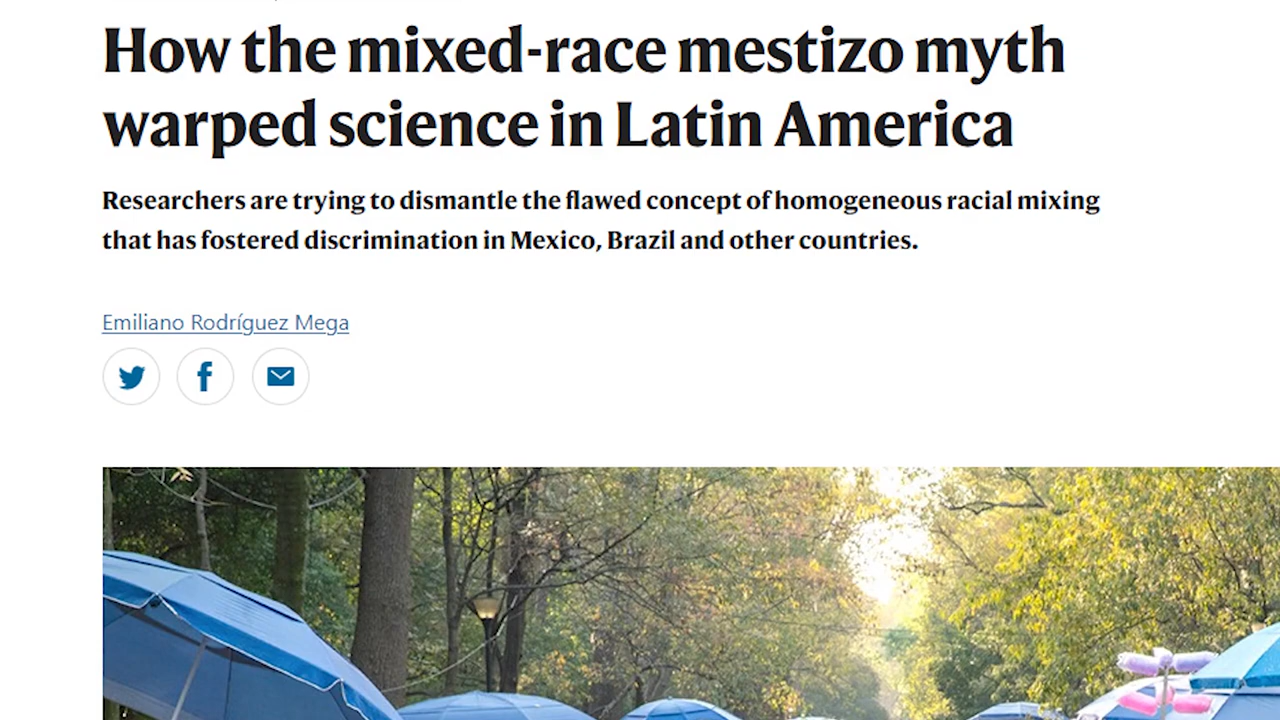 How the mixed-race mestizo myth
warped science in Latin America
Researchers are trying to dismantle the flawed concept of homogeneous racial mixing
that has fostered discrimination in Mexico, Brazil and other countries.
Emiliano Rodríguez Mega